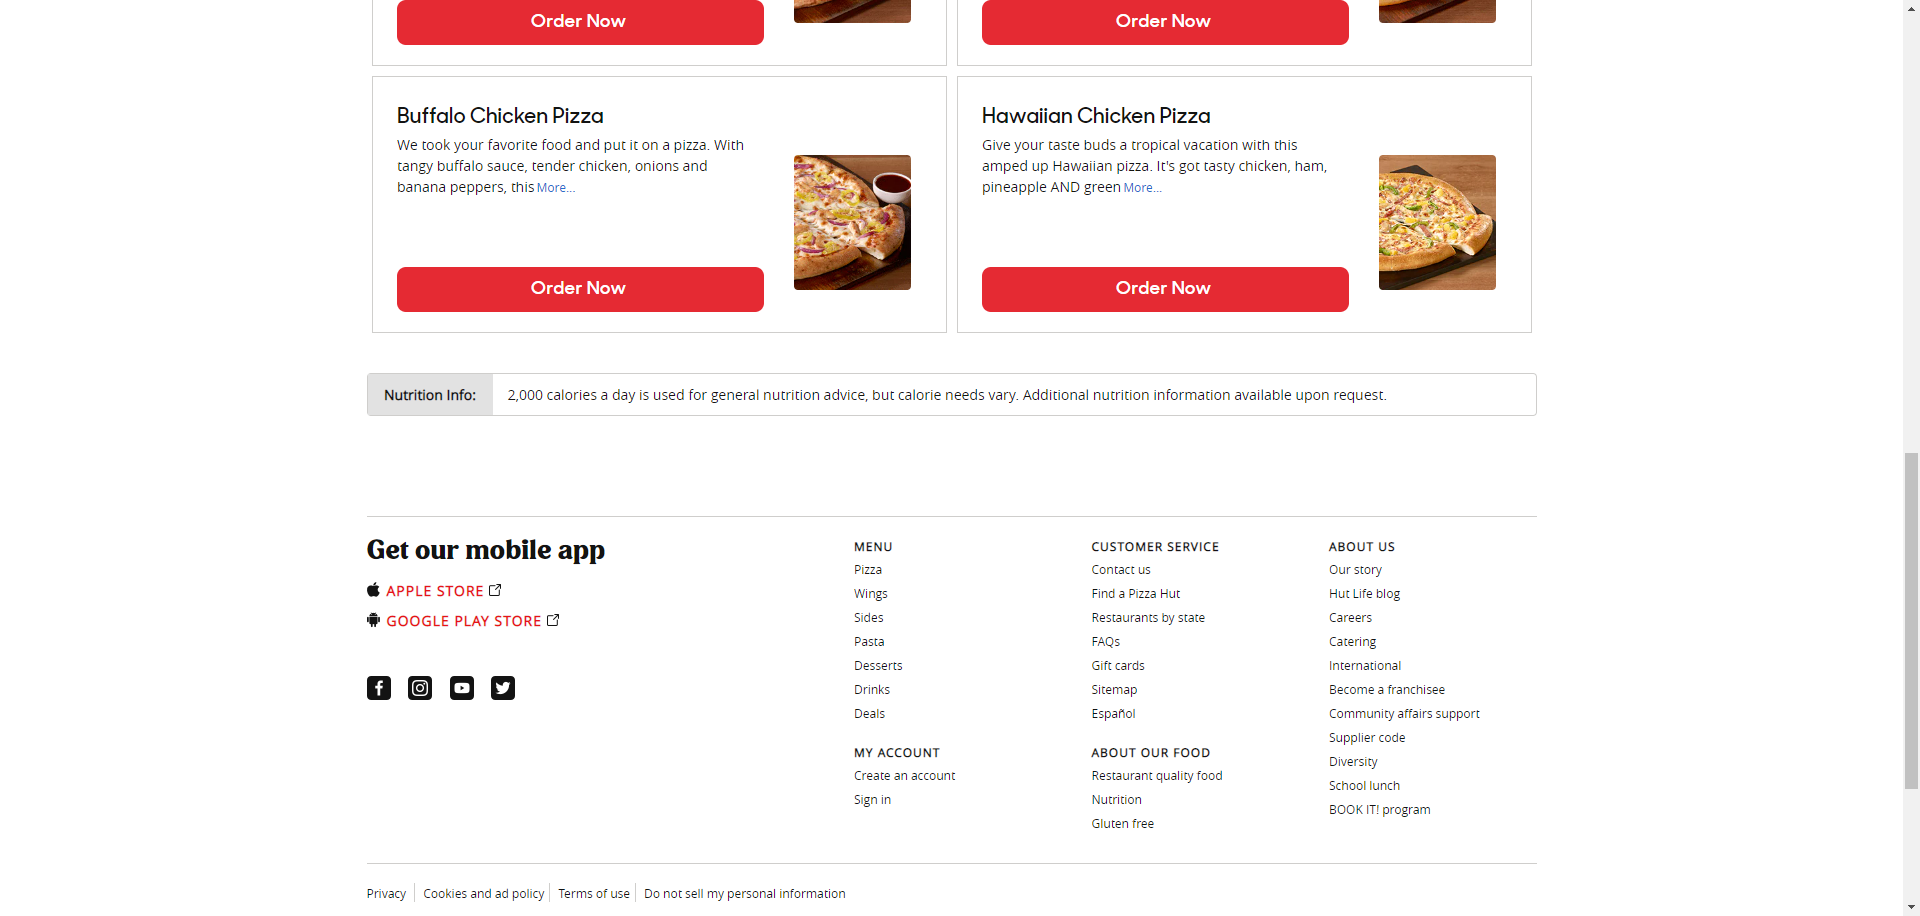 Order Now
Order Now
Buffalo Chicken Pizza
We took your favorite food and put it on a pizza. With
tangy buffalo sauce, tender chicken, onions and
banana peppers, this More...
Order Now
Hawaiian Chicken Pizza
Give your taste buds a tropical vacation with this
amped up Hawaiian pizza. It's got tasty chicken, ham,
pineapple AND green More...
Order Now
Nutrition Info: 2,000 calories a day is used for general nutrition advice, but calorie needs vary. Additional nutrition information available upon request.
Get our mobile app
APPLE STORE
GOOGLE PLAY STORE
MENU
Pizza
Wings
Sides
Pasta
Desserts
Drinks
Deals
MY ACCOUNT
Create an account
Sign in
CUSTOMER SERVICE
Contact us
Find a Pizza Hut
Restaurants by state
FAQs
Gift cards
Sitemap
Español
ABOUT OUR FOOD
Restaurant quality food
Nutrition
Gluten free
ABOUT US
Our story
Hut Life blog
Careers
Catering
International
Become a franchisee
Community affairs support
Supplier code
Diversity
School lunch
BOOK IT! program
Privacy Cookies and ad policy Terms of use Do not sell my personal information